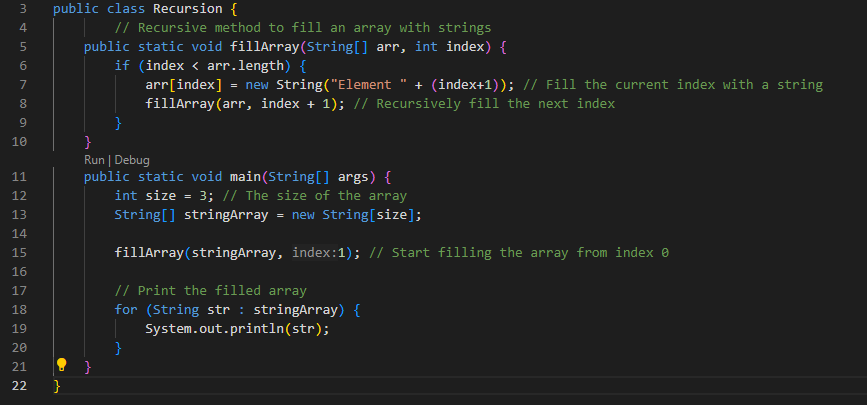 3 public class Recursion {
4 // Recursive method to fill an array with strings
5 public static void fillArray(String[] arr, int index) {
6 if (index < arr.length) {
7 arr[index] = new String("Element " + (index+1)); // Fill the current index with a string
8 fillArray(arr, index + 1); // Recursively fill the next index
9 }
10 }
Run | Debug
11 public static void main(String[] args) {
12 int size = 3; // The size of the array
13 String[] stringArray = new String[size];
14
15 fillArray(stringArray, index:1); // Start filling the array from index 0
16
17 // Print the filled array
18 for (String str : stringArray) {
19 System.out.println(str);
20 }
21 }
22 }